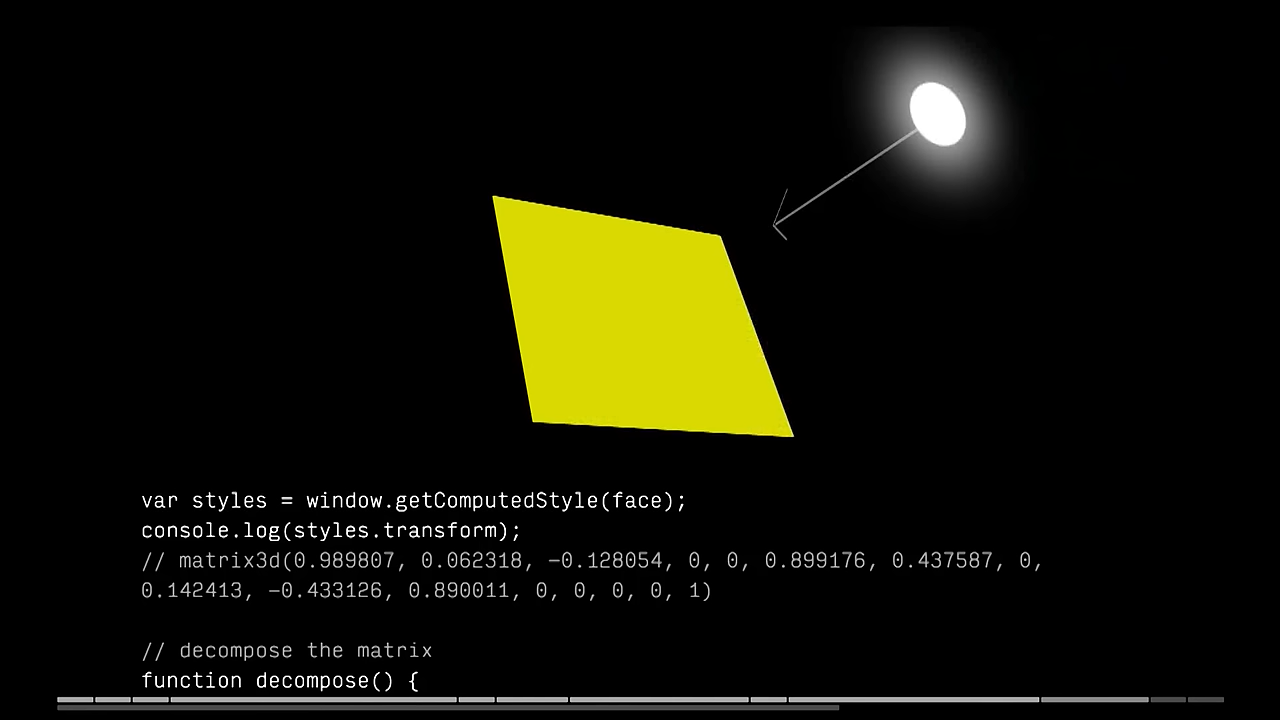 var styles = window.getComputedStyle(face);
console.log(styles.transform);
// matrix3d(0.989807, 0.062318, −0.128054, 0, 0, 0.899176, 0.437587, 0,
0.142413, −0.433126, 0.890011, 0, 0, 0, 0, 1)
// decompose the matrix
function decompose() {